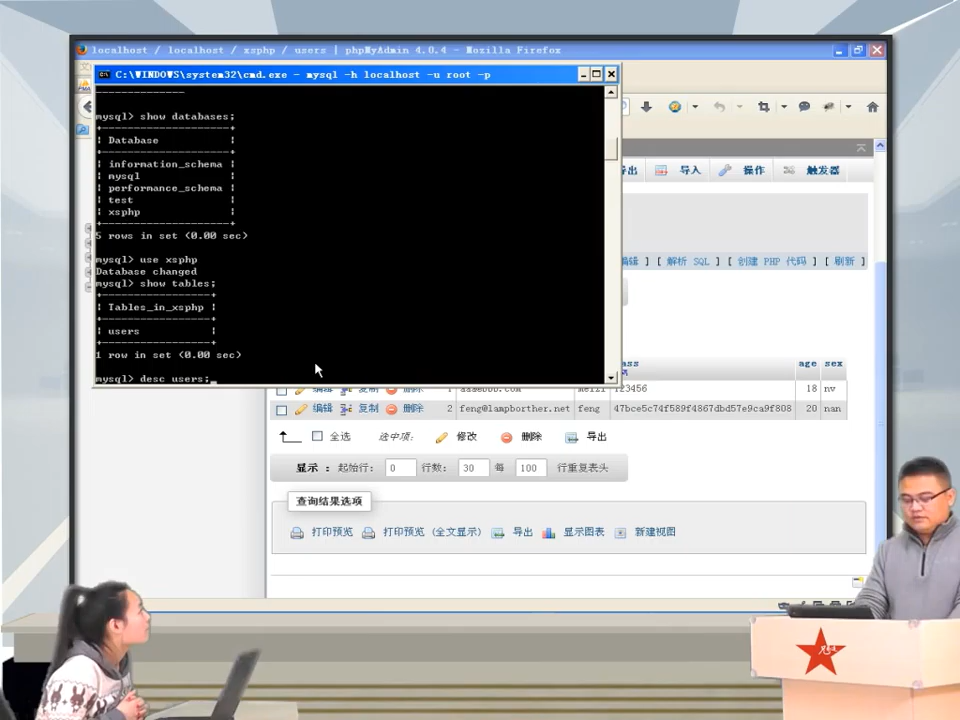 localhost / localhost / xsphp / users | phpMyAdmin 4.0.4 - Mozilla Firefox
C:\WINDOWS\system32\cmd.exe - mysql -h localhost -u root -p
mysql> show databases;
| Database |
| information_schema |
| mysql |
| performance_schema |
| test |
| xsphp |
5 rows in set (0.00 sec)
mysql> use xsphp
Database changed
mysql> show tables;
| Tables_in_xsphp |
| users |
1 row in set (0.00 sec)
mysql> desc users;
导入 操作 触发器
] [ 解析 SQL ] [ 创建 PHP 代码 ] [ 刷新 ]
age sex
编辑 复制 删除 123456 18 nv
编辑 复制 删除 2 feng@lampborther.net feng 47bce5c74f589f4867dbd57e9ca9f808 20 nan
全选 选中项: 修改 删除 导出
显示 : 起始行: 0 行数: 30 每 100 行重复表头
查询结果选项
打印预览 打印预览 (全文显示) 导出 显示图表 新建视图